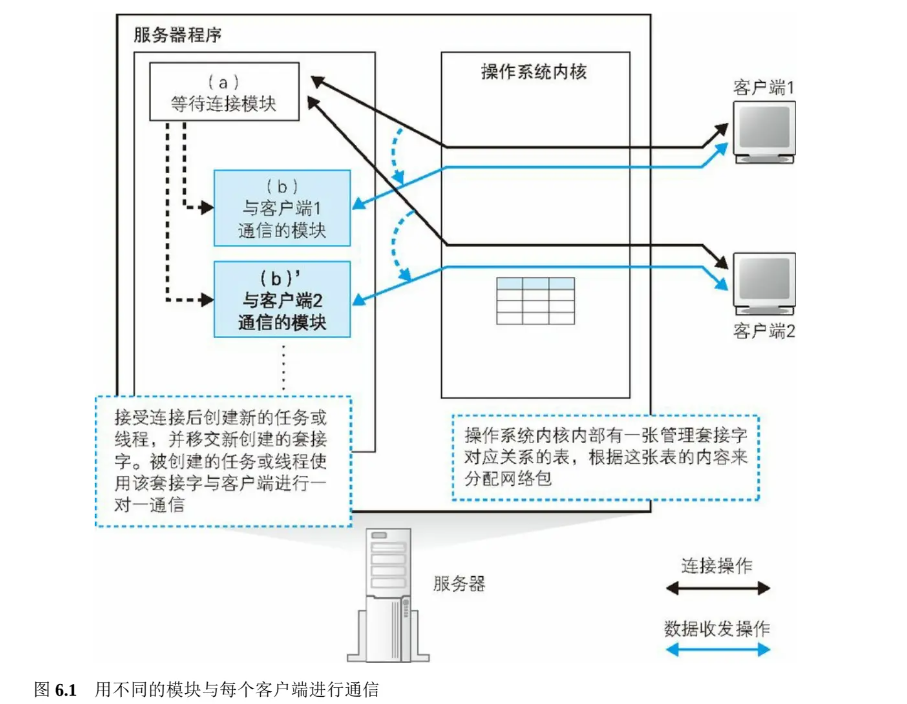 服务器程序
(a)
等待连接模块
操作系统内核
客户端1
(b)
与客户端1
通信的模块
(b)’
与客户端2
通信的模块
客户端2
接受连接后创建新的任务或
线程，并移交新创建的套接
字。被创建的任务或线程使
用该套接字与客户端进行一
对一通信
操作系统内核内部有一张管理套接字
对应关系的表，根据这张表的内容来
分配网络包
服务器
连接操作
数据收发操作
图 6.1 用不同的模块与每个客户端进行通信